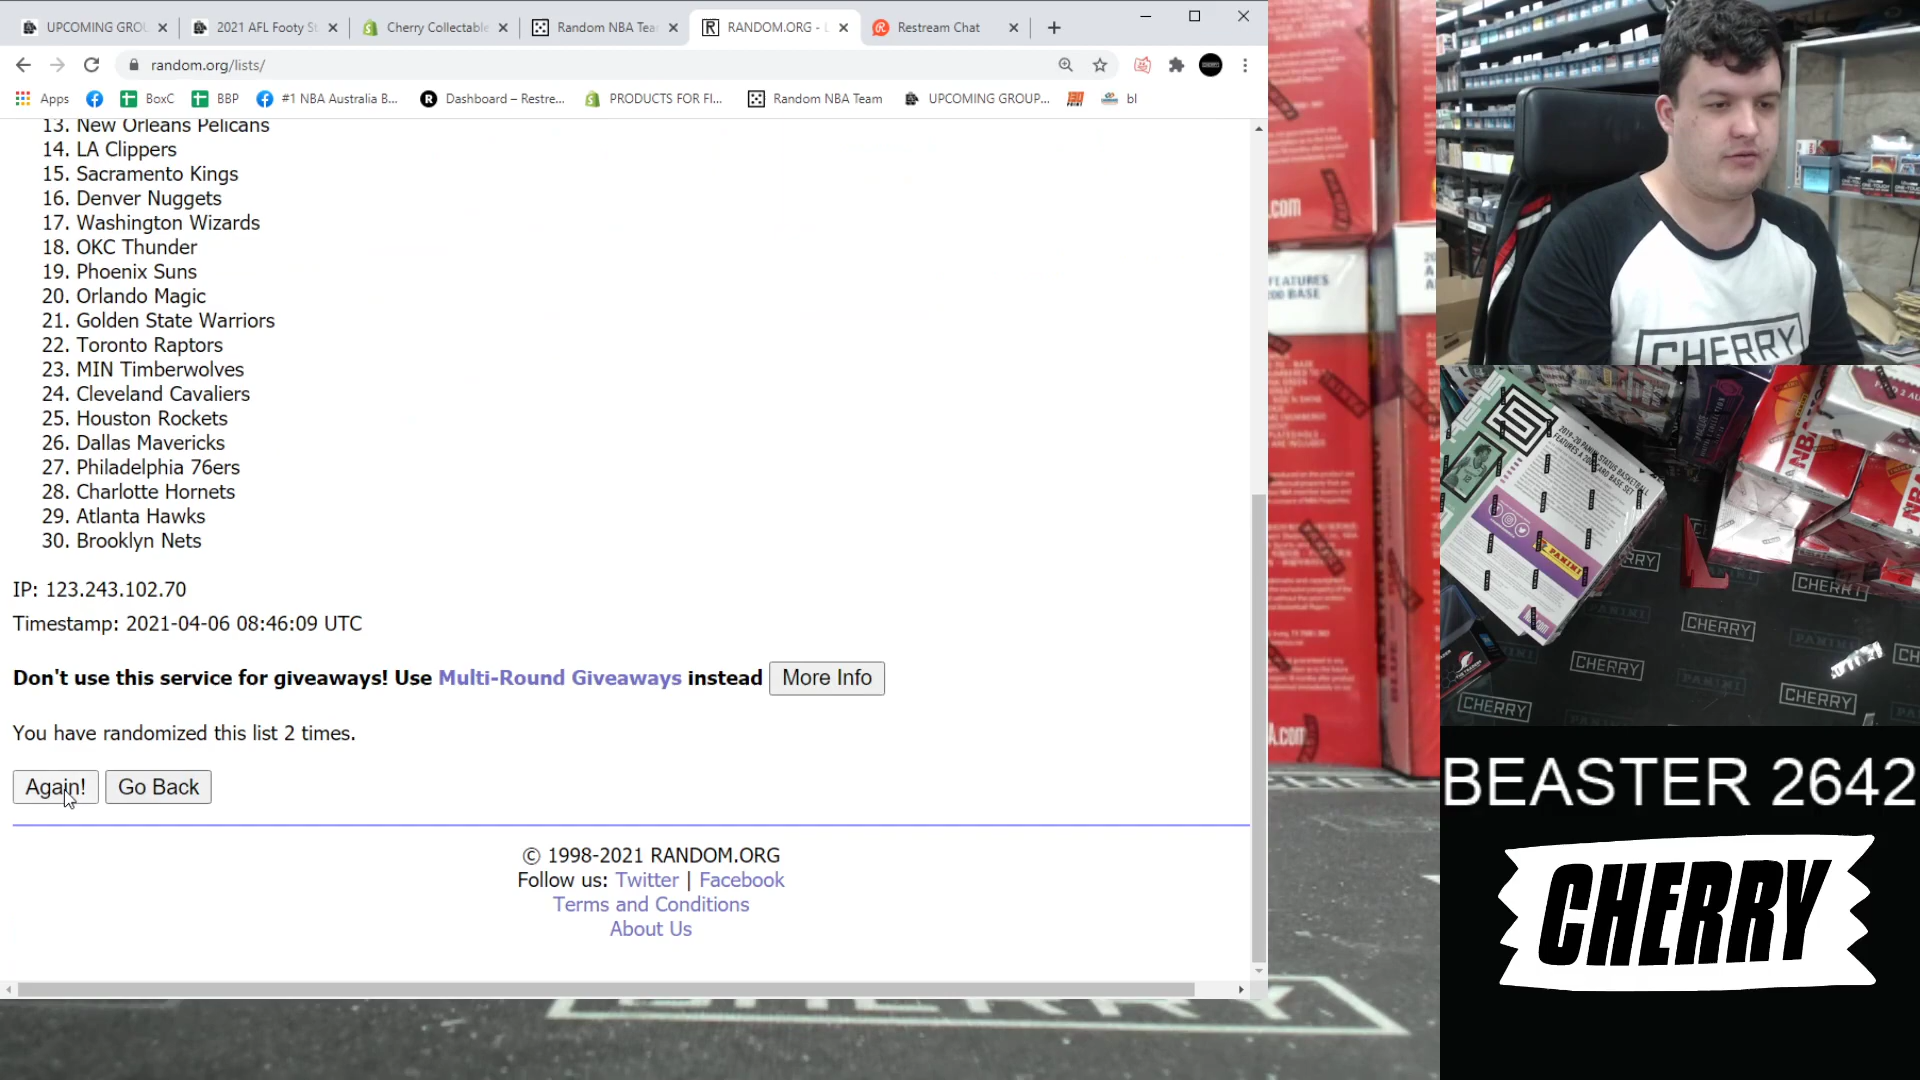 UPCOMING GROU
2021 AFL Footy St
Cherry Collectable
Random NBA Tea
RANDOM.ORG - L
Restream Chat
random.org/lists/
Apps
BoxC
BBP
#1 NBA Australia B...
Dashboard – Restre...
PRODUCTS FOR FI...
Random NBA Team
UPCOMING GROUP...
bl
13. New Orleans Pelicans
14. LA Clippers
15. Sacramento Kings
16. Denver Nuggets
17. Washington Wizards
18. OKC Thunder
19. Phoenix Suns
20. Orlando Magic
21. Golden State Warriors
22. Toronto Raptors
23. MIN Timberwolves
24. Cleveland Cavaliers
25. Houston Rockets
26. Dallas Mavericks
27. Philadelphia 76ers
28. Charlotte Hornets
29. Atlanta Hawks
30. Brooklyn Nets
IP: 123.243.102.70
Timestamp: 2021-04-06 08:46:09 UTC
Don't use this service for giveaways! Use Multi-Round Giveaways instead More Info
You have randomized this list 2 times.
Again! Go Back
© 1998-2021 RANDOM.ORG
Follow us: Twitter | Facebook
Terms and Conditions
About Us
CHERRY
2019-20 PANINI STATUS BASKETBALL
PANINI
CHERRY
CHERRY
CHERRY
CHERRY
BEASTER 2642
CHERRY